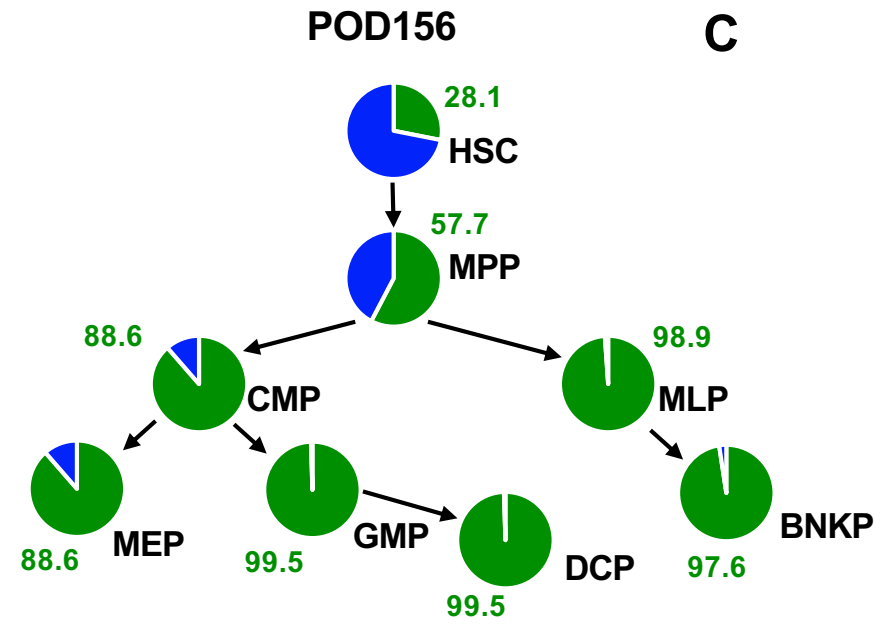 POD156
C
28.1
HSC
57.7
MPP
88.6
CMP
98.9
MLP
88.6
MEP
99.5
GMP
99.5
DCP
97.6
BNKP